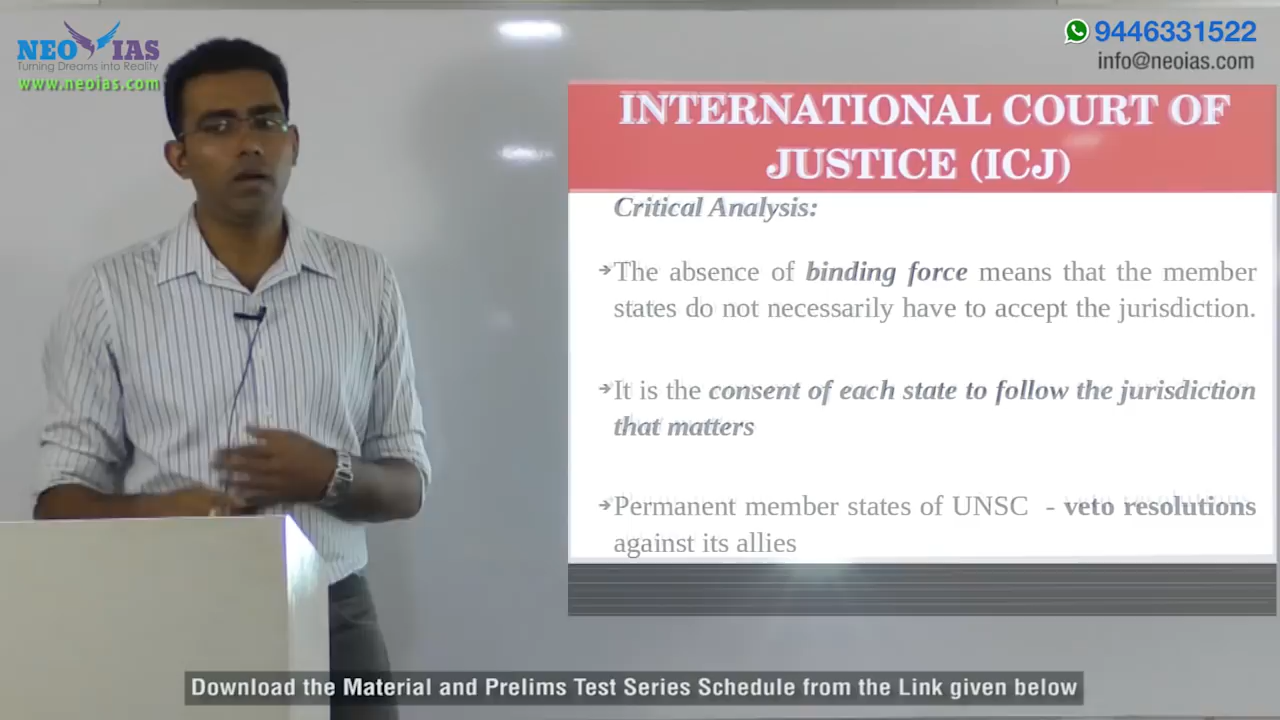 NEO IAS
Turning Dreams into Reality
www.neoias.com
9446331522
info@neoias.com
INTERNATIONAL COURT OF
JUSTICE (ICJ)
Critical Analysis:
The absence of binding force means that the member
states do not necessarily have to accept the jurisdiction.
It is the consent of each state to follow the jurisdiction
that matters
Permanent member states of UNSC - veto resolutions
against its allies
Download the Material and Prelims Test Series Schedule from the Link given below